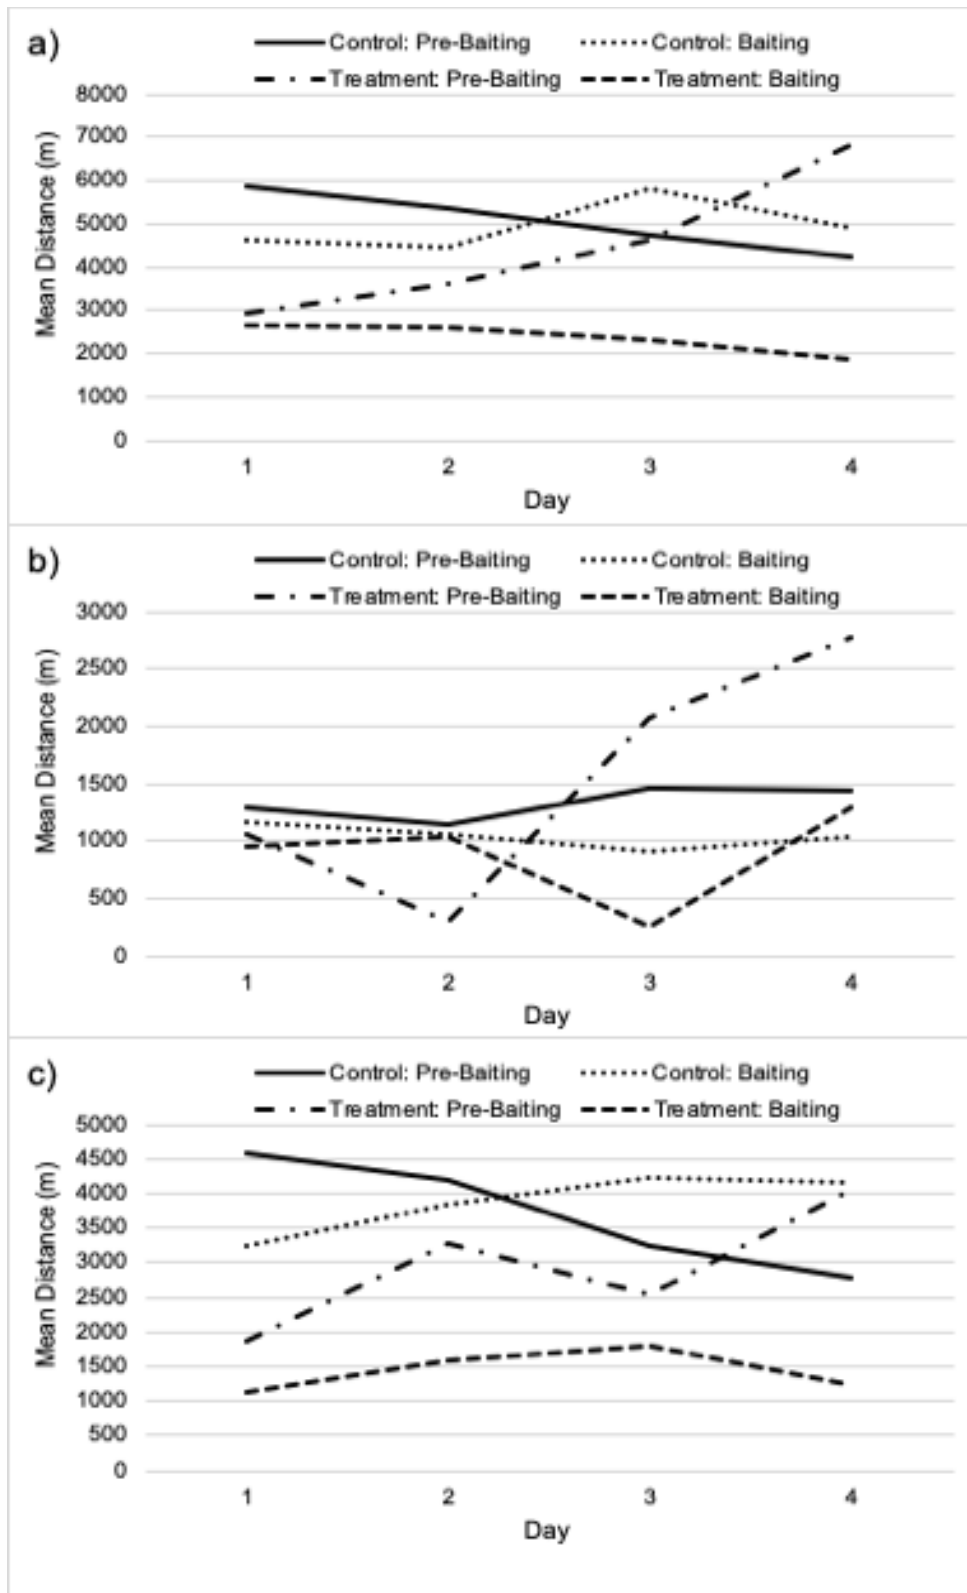 a)
Control: Pre-Baiting Control: Baiting
Treatment: Pre-Baiting Treatment: Baiting
Mean Distance (m)
8000
7000
6000
5000
4000
3000
2000
1000
0
1 2 3 4
Day
b)
Control: Pre-Baiting Control: Baiting
Treatment: Pre-Baiting Treatment: Baiting
Mean Distance (m)
3000
2500
2000
1500
1000
500
0
1 2 3 4
Day
c)
Control: Pre-Baiting Control: Baiting
Treatment: Pre-Baiting Treatment: Baiting
Mean Distance (m)
5000
4500
4000
3500
3000
2500
2000
1500
1000
500
0
1 2 3 4
Day